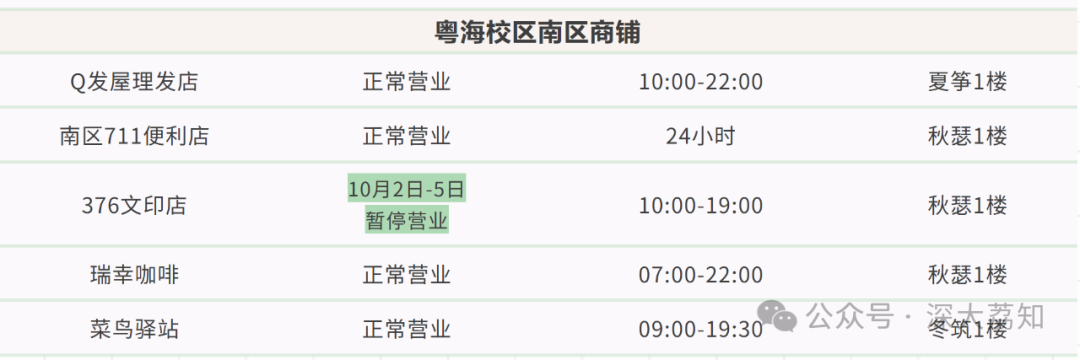 粤海校区南区商铺
Q发屋理发店 正常营业 10:00-22:00 夏筝1楼
南区711便利店 正常营业 24小时 秋瑟1楼
376文印店 10月2日-5日 暂停营业 10:00-19:00 秋瑟1楼
瑞幸咖啡 正常营业 07:00-22:00 秋瑟1楼
菜鸟驿站 正常营业 09:00-19:30 冬筑1楼
公众号 · 深大荔知